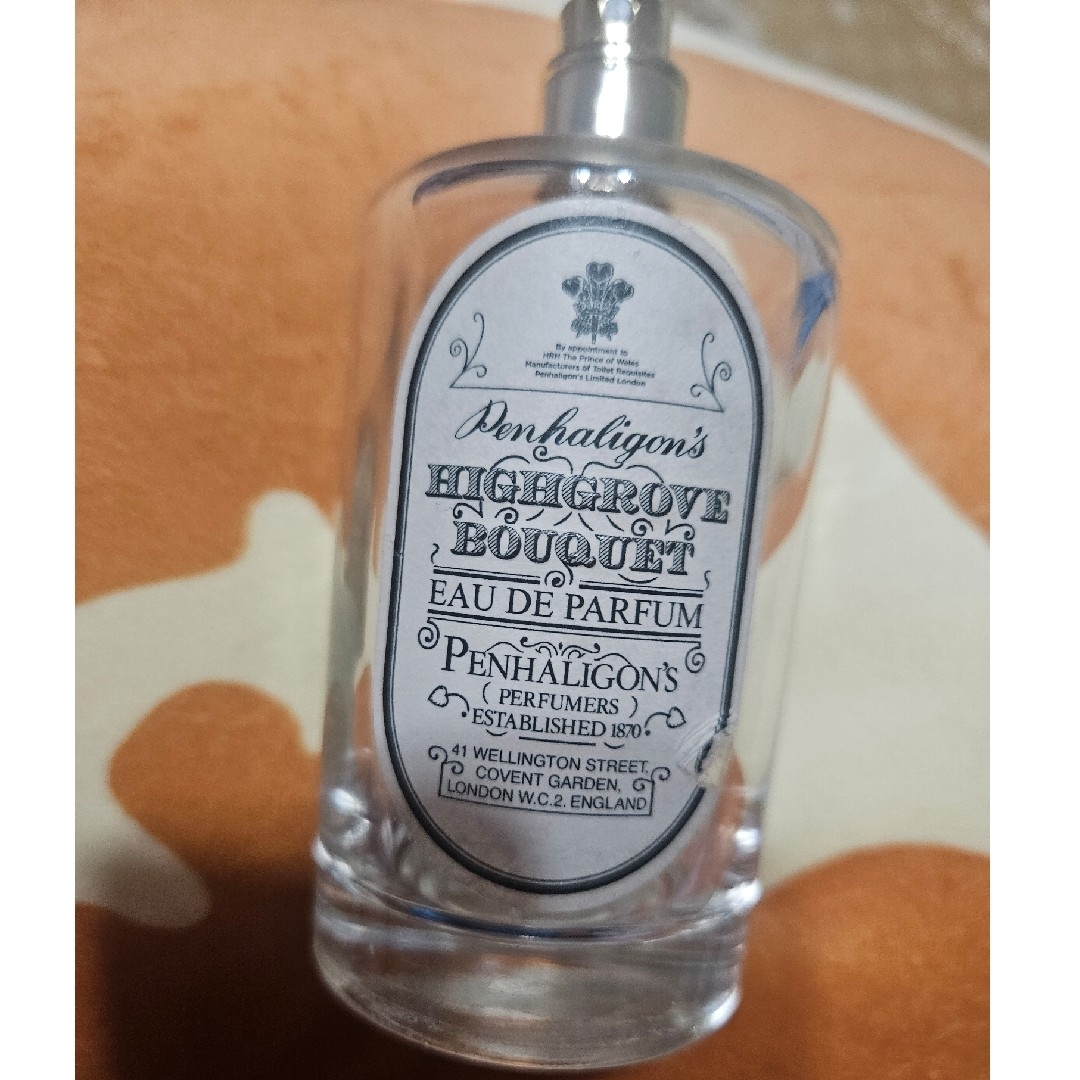 By appointment to
HRH The Prince of Wales
Manufacturers of Toilet Requisites
Penhaligon's Limited London
Penhaligon's
HIGHGROVE
BOUQUET
EAU DE PARFUM
PENHALIGON'S
( PERFUMERS )
• ESTABLISHED 1870 •
41 WELLINGTON STREET,
COVENT GARDEN,
LONDON W.C.2. ENGLAND